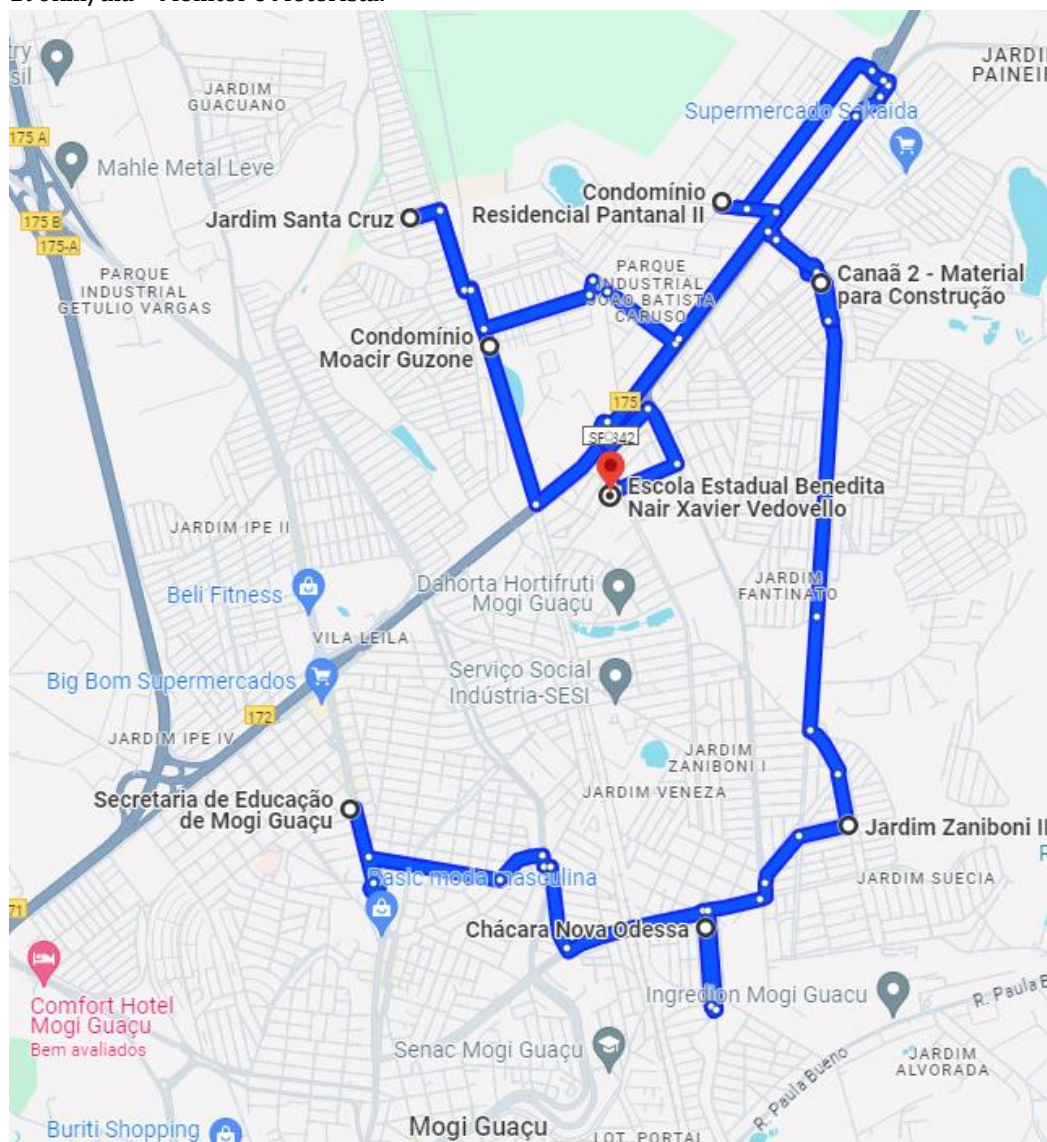 JARDIM
GUACUANO
JARDI
PAINEIR
Supermercado Sakaida
175 A
Mahle Metal Leve
Condomínio
Residencial Pantanal II
Jardim Santa Cruz
175 B
175-A
PARQUE
INDUSTRIAL
GETULIO VARGAS
PARQUE
INDUSTRIAL
JOAO BATISTA
CARUSO
Canaã 2 - Material
para Construção
Condomínio
Moacir Guzone
175
Escola Estadual Benedita
Nair Xavier Vedovello
JARDIM IPE II
Dahorta Hortifruti
Mogi Guaçu
JARDIM
FANTINATO
Beli Fitness
VILA LEILA
Serviço Social
Indústria-SESI
Big Bom Supermercados
172
JARDIM IPE IV
JARDIM
ZANIBONI I
JARDIM VENEZA
Secretaria de Educação
de Mogi Guaçu
Jardim Zaniboni II
Basic moda masculina
JARDIM SUECIA
71
Chácara Nova Odessa
Comfort Hotel
Mogi Guaçu
Bem avaliados
Ingredion Mogi Guacu
R. Paula B
Senac Mogi Guaçu
R. Paula Bueno
JARDIM
ALVORADA
Mogi Guaçu
Buriti Shopping
LOT. PORTAL